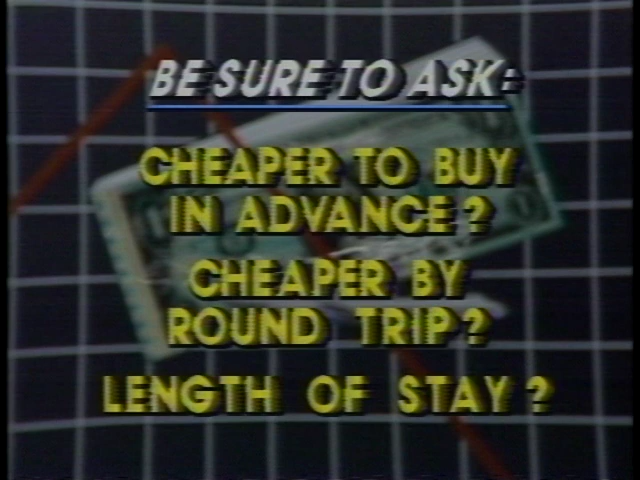 BE SURE TO ASK:
CHEAPER TO BUY
IN ADVANCE?
CHEAPER BY
ROUND TRIP?
LENGTH OF STAY?